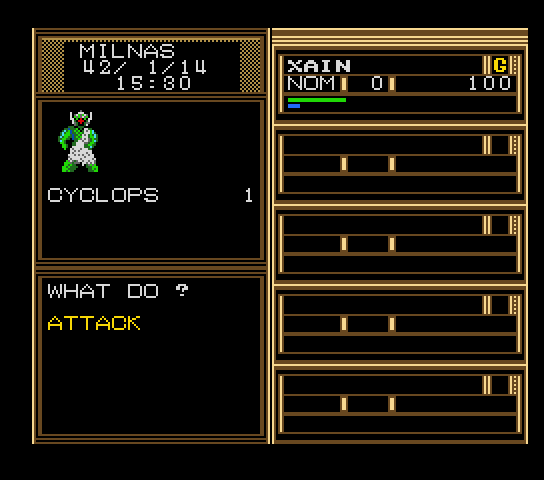 MILNAS
42/ 1/14
15:30
CYCLOPS 1
WHAT DO ?
ATTACK
XAIN G
NOM 0 100